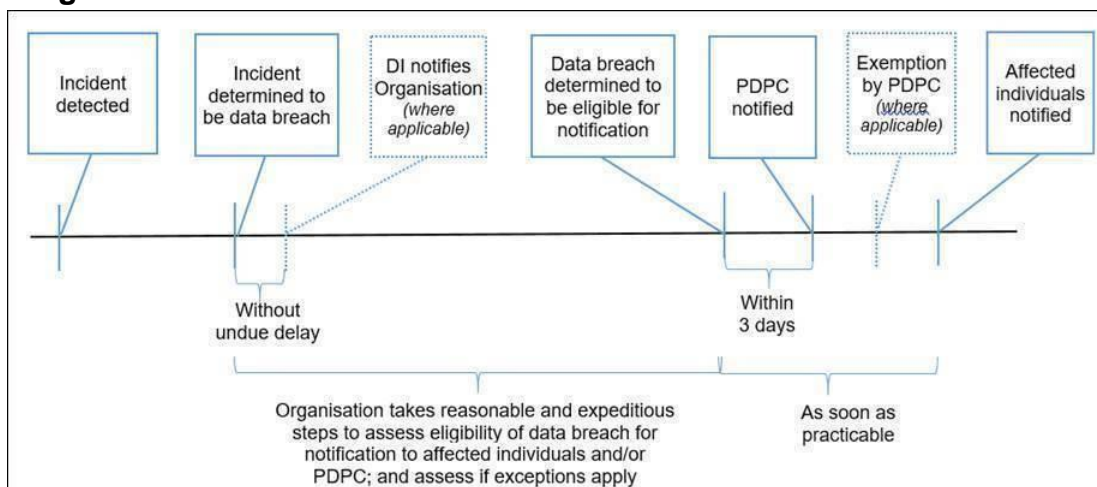 Incident
detected
Incident
determined to
be data breach
DI notifies
Organisation
(where
applicable)
Data breach
determined to
be eligible for
notification
PDPC
notified
Exemption
by PDPC
(where
applicable)
Affected
individuals
notified
Without
undue delay
Within
3 days
Organisation takes reasonable and expeditious
steps to assess eligibility of data breach for
notification to affected individuals and/or
PDPC; and assess if exceptions apply
As soon as
practicable